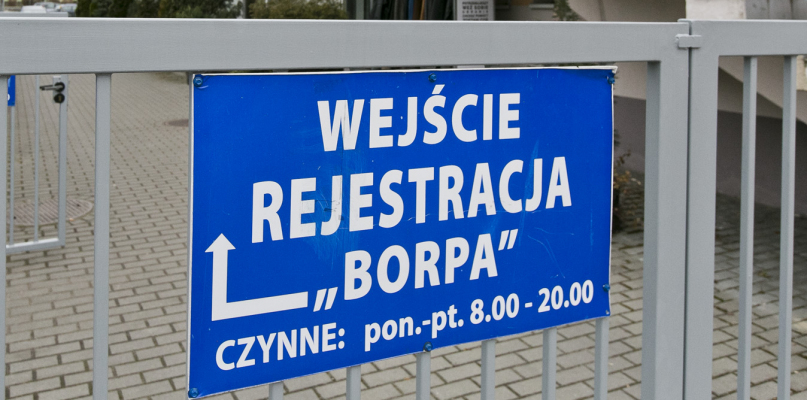 WEJŚCIE
REJESTRACJA
„BORPA”
CZYNNE: pon.-pt. 8.00 - 20.00